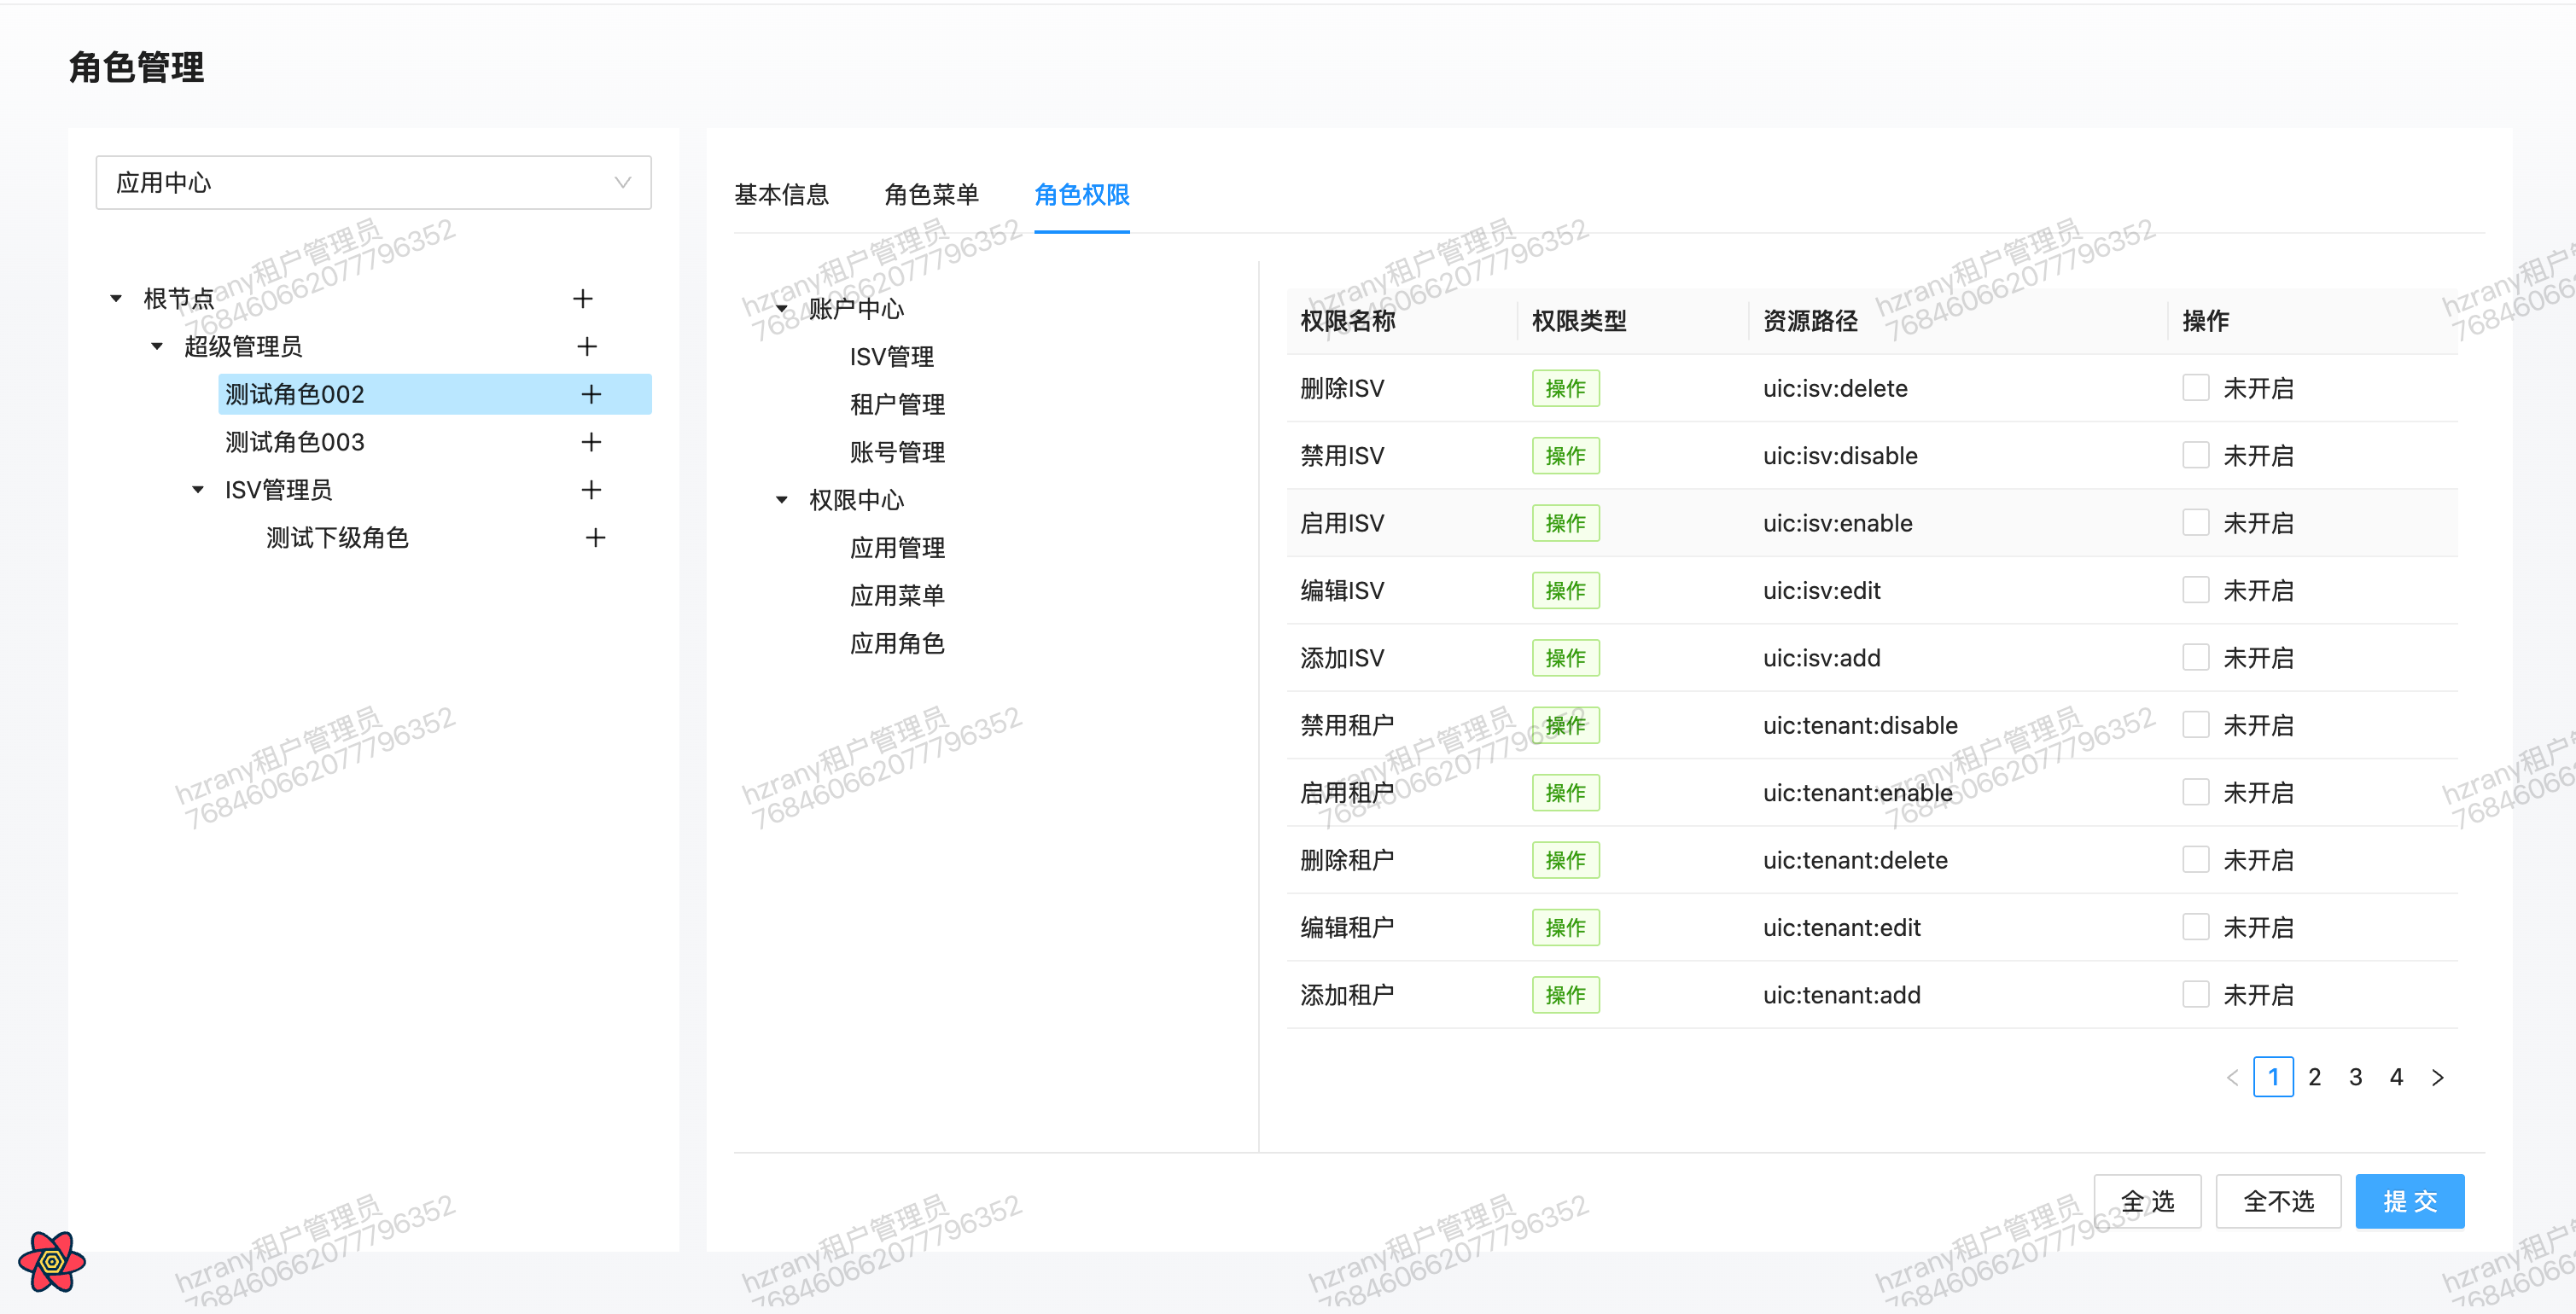 角色管理
应用中心
根节点
超级管理员
测试角色002
测试角色003
ISV管理员
测试下级角色
基本信息 角色菜单 角色权限
账户中心
ISV管理
租户管理
账号管理
权限中心
应用管理
应用菜单
应用角色
权限名称 权限类型 资源路径 操作
删除ISV 操作 uic:isv:delete 未开启
禁用ISV 操作 uic:isv:disable 未开启
启用ISV 操作 uic:isv:enable 未开启
编辑ISV 操作 uic:isv:edit 未开启
添加ISV 操作 uic:isv:add 未开启
禁用租户 操作 uic:tenant:disable 未开启
启用租户 操作 uic:tenant:enable 未开启
删除租户 操作 uic:tenant:delete 未开启
编辑租户 操作 uic:tenant:edit 未开启
添加租户 操作 uic:tenant:add 未开启
1 2 3 4
全 选 全不选 提 交
hzrany租户管理员
768460662077796352